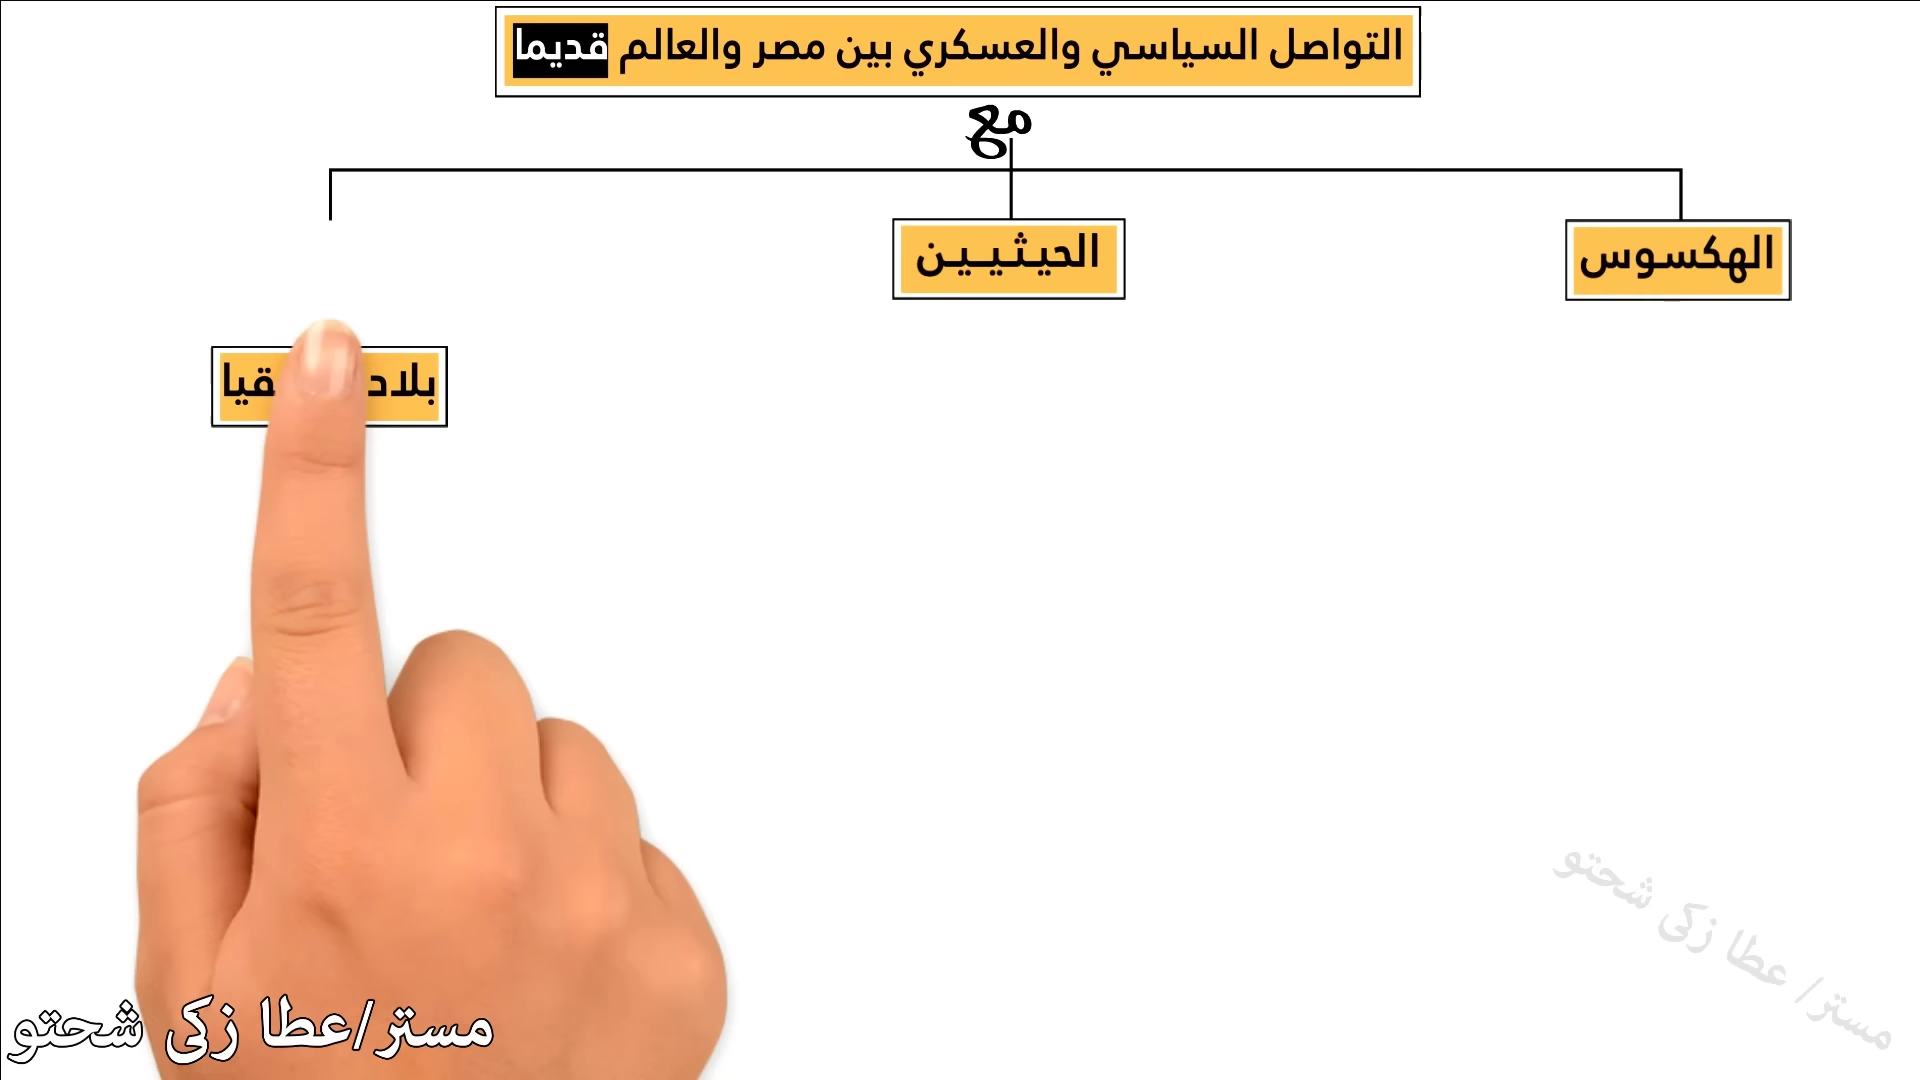 التواصل السياسي والعسكري بين مصر والعالم قديما
مع
الهكسوس
الحيثيين
بلاد
مستر/ عطا زكى شحتو
مستر/عطا زكى شحتو